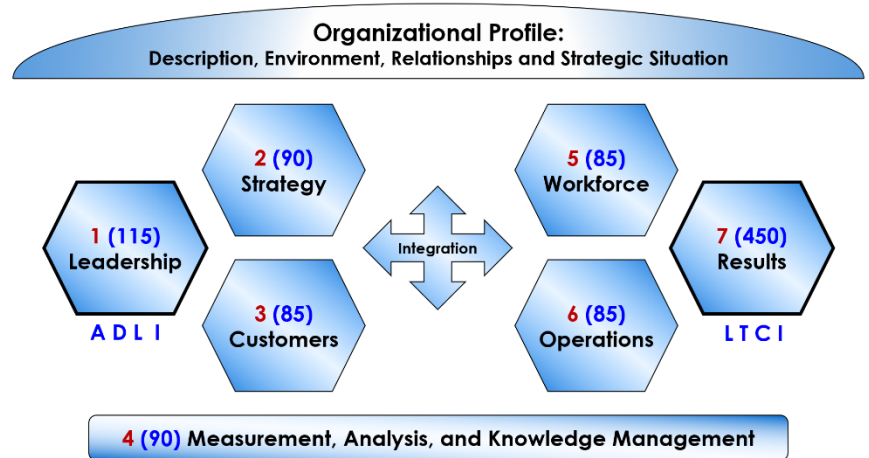 Organizational Profile:
Description, Environment, Relationships and Strategic Situation
2 (90)
Strategy
5 (85)
Workforce
1 (115)
Leadership
Integration
7 (450)
Results
3 (85)
Customers
6 (85)
Operations
A D L I
L T C I
4 (90) Measurement, Analysis, and Knowledge Management